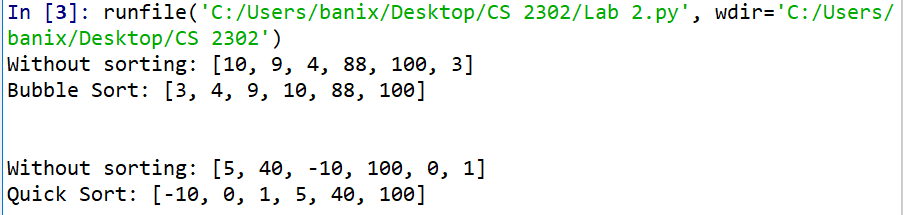 In [3]: runfile('C:/Users/banix/Desktop/CS 2302/Lab 2.py', wdir='C:/Users/
banix/Desktop/CS 2302')
Without sorting: [10, 9, 4, 88, 100, 3]
Bubble Sort: [3, 4, 9, 10, 88, 100]
Without sorting: [5, 40, -10, 100, 0, 1]
Quick Sort: [-10, 0, 1, 5, 40, 100]